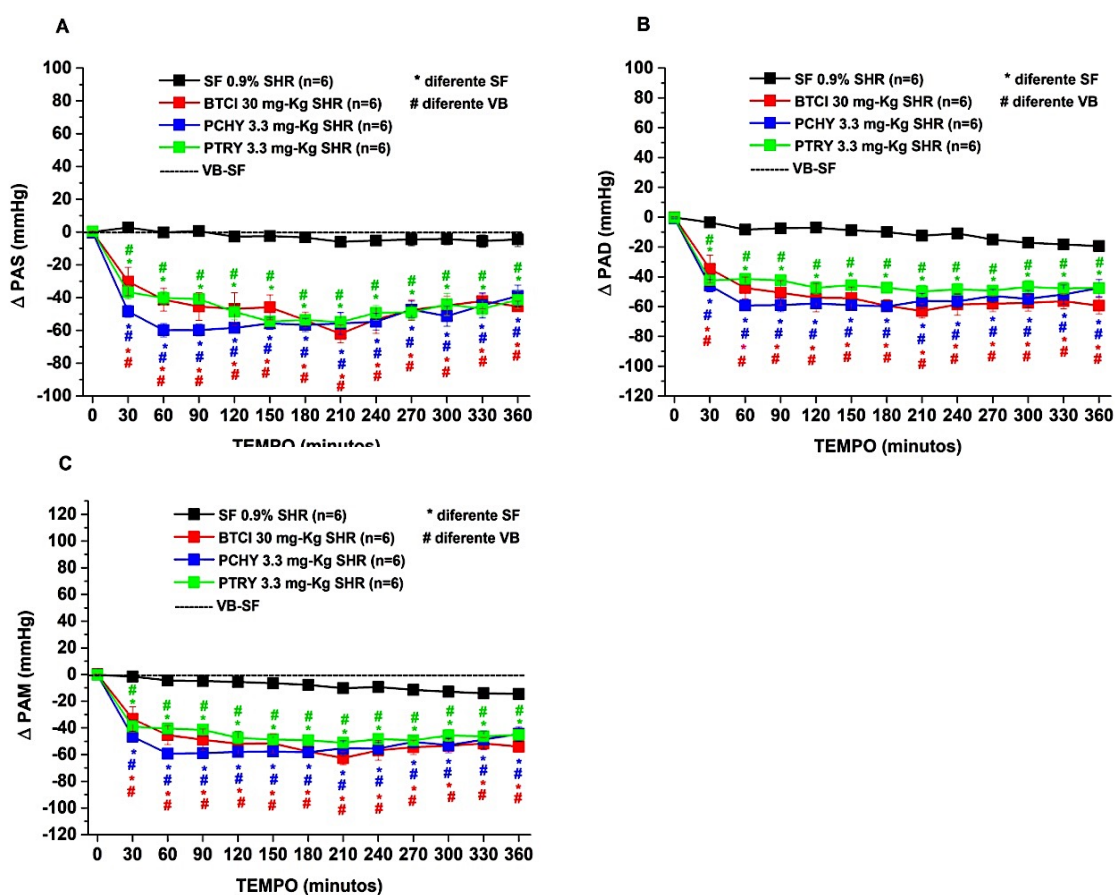 A
Δ PAS (mmHg)
100
80
60
40
20
0
-20
-40
-60
-80
-100
SF 0.9% SHR (n=6)
BTCI 30 mg-Kg SHR (n=6)
PCHY 3.3 mg-Kg SHR (n=6)
PTRY 3.3 mg-Kg SHR (n=6)
VB-SF
* diferente SF
# diferente VB
0 30 60 90 120 150 180 210 240 270 300 330 360
TEMPO (minutos)
B
Δ PAD (mmHg)
100
80
60
40
20
0
-20
-40
-60
-80
-100
-120
SF 0.9% SHR (n=6)
BTCI 30 mg-Kg SHR (n=6)
PCHY 3.3 mg-Kg SHR (n=6)
PTRY 3.3 mg-Kg SHR (n=6)
VB-SF
* diferente SF
# diferente VB
0 30 60 90 120 150 180 210 240 270 300 330 360
TEMPO (minutos)
C
Δ PAM (mmHg)
120
100
80
60
40
20
0
-20
-40
-60
-80
-100
-120
SF 0.9% SHR (n=6)
BTCI 30 mg-Kg SHR (n=6)
PCHY 3.3 mg-Kg SHR (n=6)
PTRY 3.3 mg-Kg SHR (n=6)
VB-SF
* diferente SF
# diferente VB
0 30 60 90 120 150 180 210 240 270 300 330 360
TEMPO (minutos)